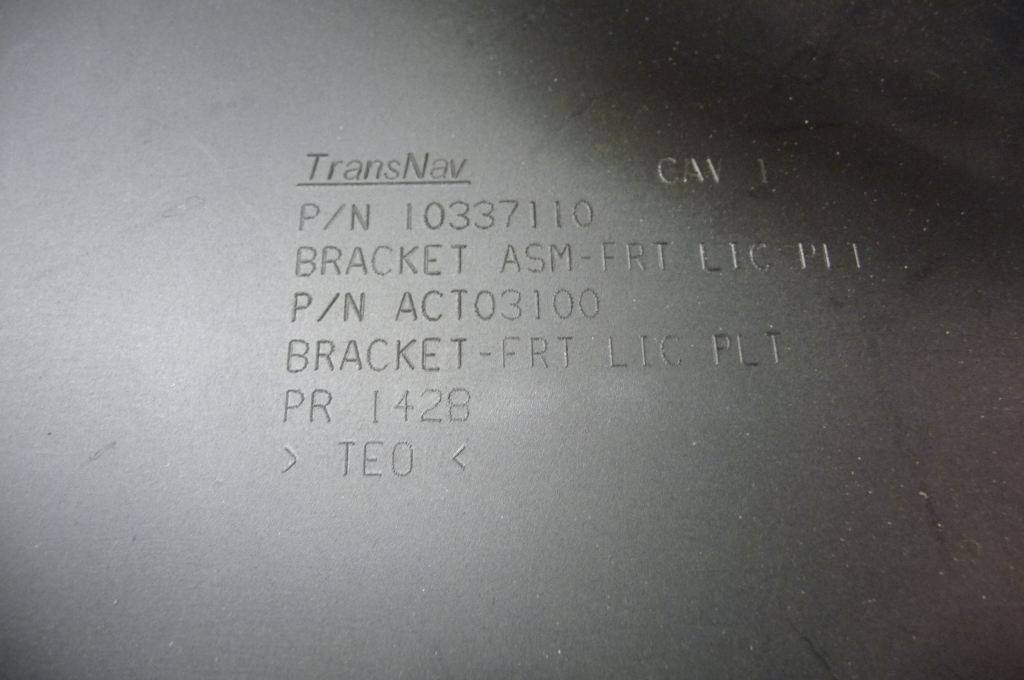 TransNav CAV 1
P/N 10337110
BRACKET ASM-FRT LIC PLT
P/N ACT03100
BRACKET-FRT LIC PLT
PR 1428
> TEO <